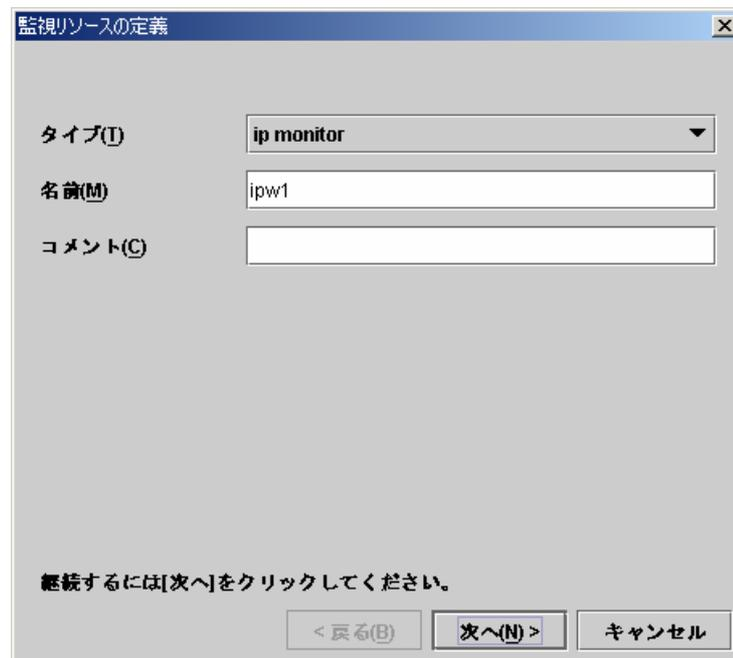 監視リソースの定義
タイプ(T) ip monitor
名前(M) ipw1
コメント(C)
継続するには[次へ]をクリックしてください。
< 戻る(B) 次へ(N) > キャンセル